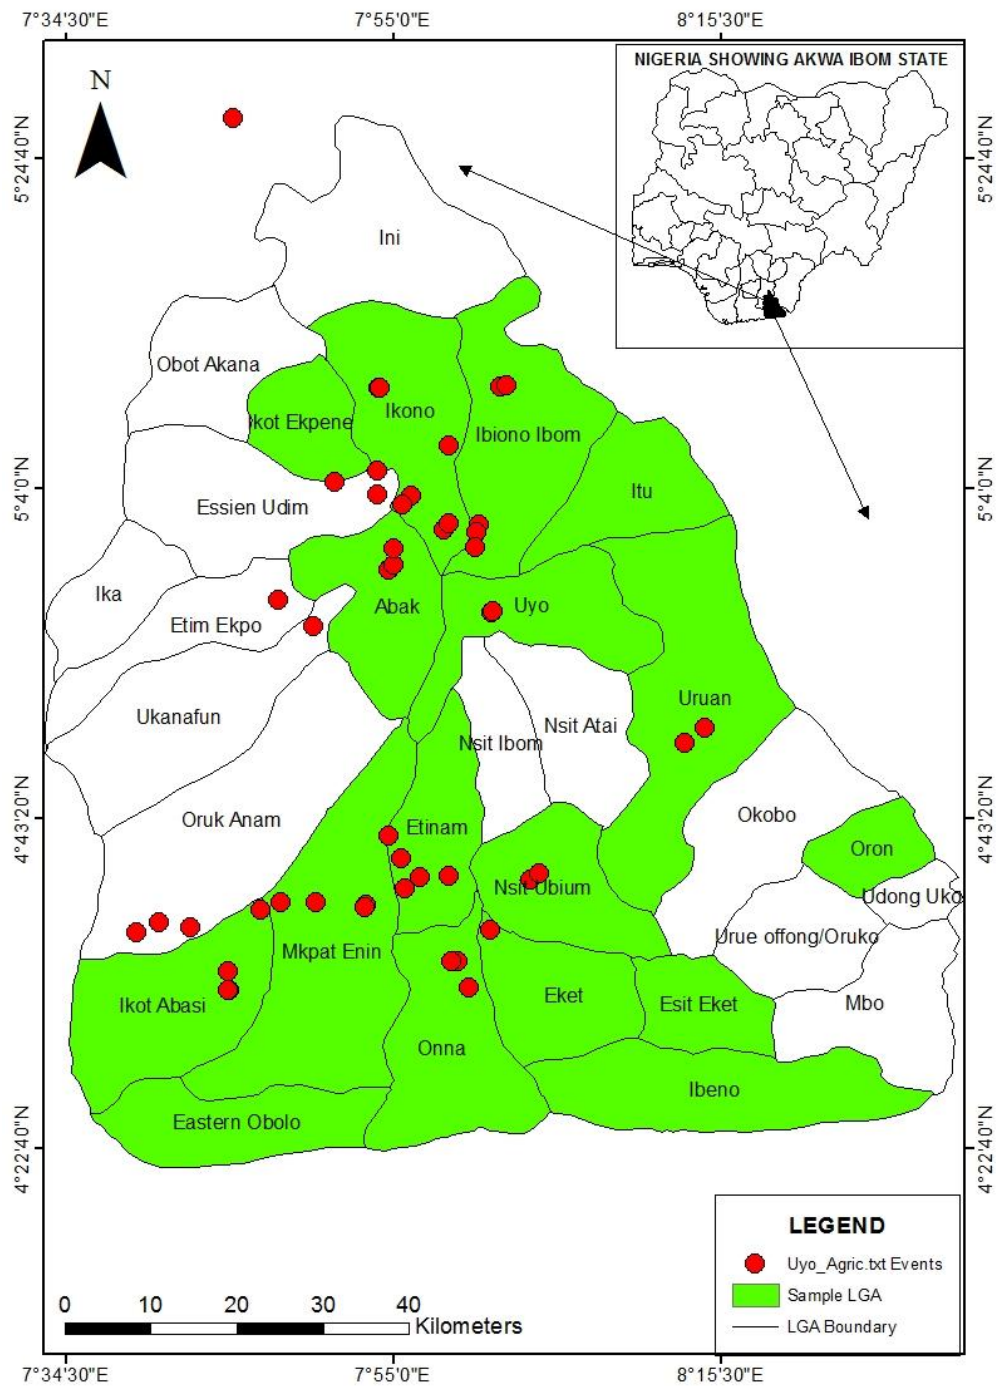 7°34'30"E 7°55'0"E 8°15'30"E
NIGERIA SHOWING AKWA IBOM STATE
N
5°24'40"N 5°24'40"N
Ini
Obot Akana
Ikot Ekpene
Ikono
Ibiono Ibom
Itu
5°4'0"N 5°4'0"N
Essien Udim
Ika
Etim Ekpo
Abak
Uyo
Ukanafun
Nsit Ibom
Nsit Atai
Uruan
4°43'20"N 4°43'20"N
Oruk Anam
Etinam
Okobo
Oron
Nsit Ubium
Udong Uko
Mkpat Enin
Urue offong/Oruko
Ikot Abasi
Eket
Esit Eket
Mbo
Onna
Ibeno
Eastern Obolo
4°22'40"N 4°22'40"N
LEGEND
Uyo_Agric.txt Events
Sample LGA
LGA Boundary
0 10 20 30 40
Kilometers
7°34'30"E 7°55'0"E 8°15'30"E